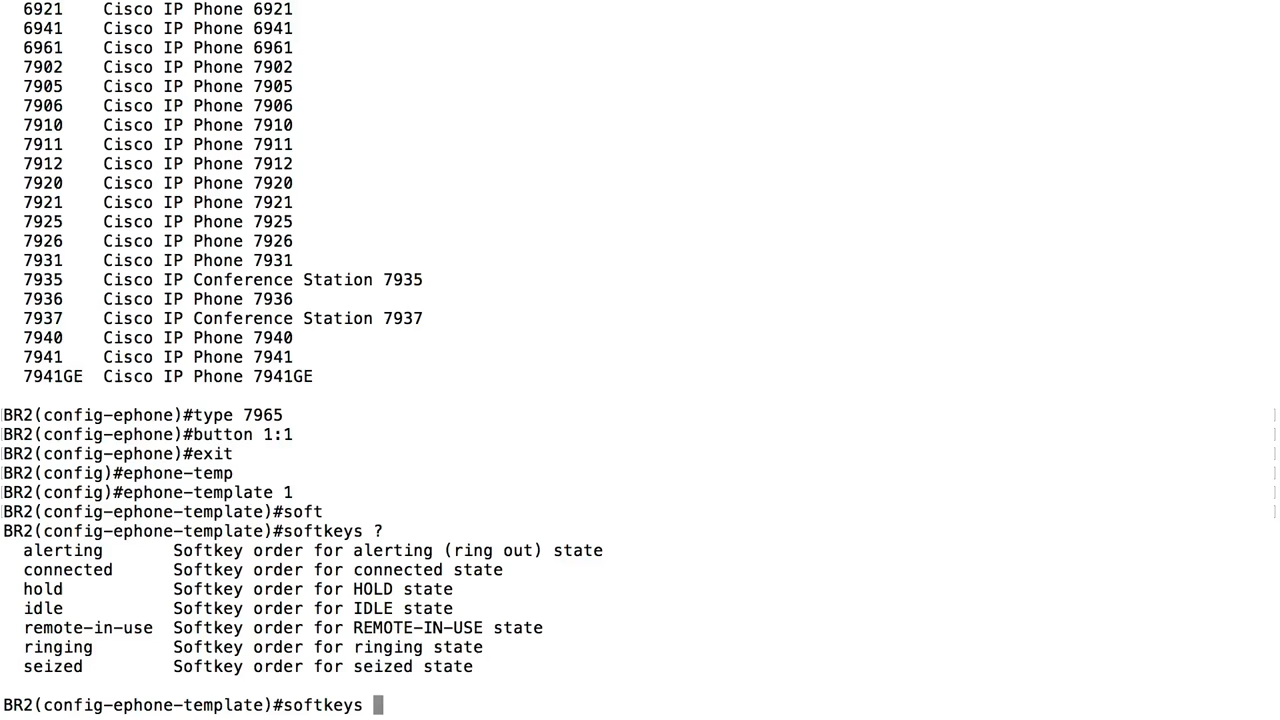 6921 Cisco IP Phone 6921
6941 Cisco IP Phone 6941
6961 Cisco IP Phone 6961
7902 Cisco IP Phone 7902
7905 Cisco IP Phone 7905
7906 Cisco IP Phone 7906
7910 Cisco IP Phone 7910
7911 Cisco IP Phone 7911
7912 Cisco IP Phone 7912
7920 Cisco IP Phone 7920
7921 Cisco IP Phone 7921
7925 Cisco IP Phone 7925
7926 Cisco IP Phone 7926
7931 Cisco IP Phone 7931
7935 Cisco IP Conference Station 7935
7936 Cisco IP Phone 7936
7937 Cisco IP Conference Station 7937
7940 Cisco IP Phone 7940
7941 Cisco IP Phone 7941
7941GE Cisco IP Phone 7941GE
BR2(config-ephone)#type 7965
BR2(config-ephone)#button 1:1
BR2(config-ephone)#exit
BR2(config)#ephone-temp
BR2(config)#ephone-template 1
BR2(config-ephone-template)#soft
BR2(config-ephone-template)#softkeys ?
alerting Softkey order for alerting (ring out) state
connected Softkey order for connected state
hold Softkey order for HOLD state
idle Softkey order for IDLE state
remote-in-use Softkey order for REMOTE-IN-USE state
ringing Softkey order for ringing state
seized Softkey order for seized state
BR2(config-ephone-template)#softkeys